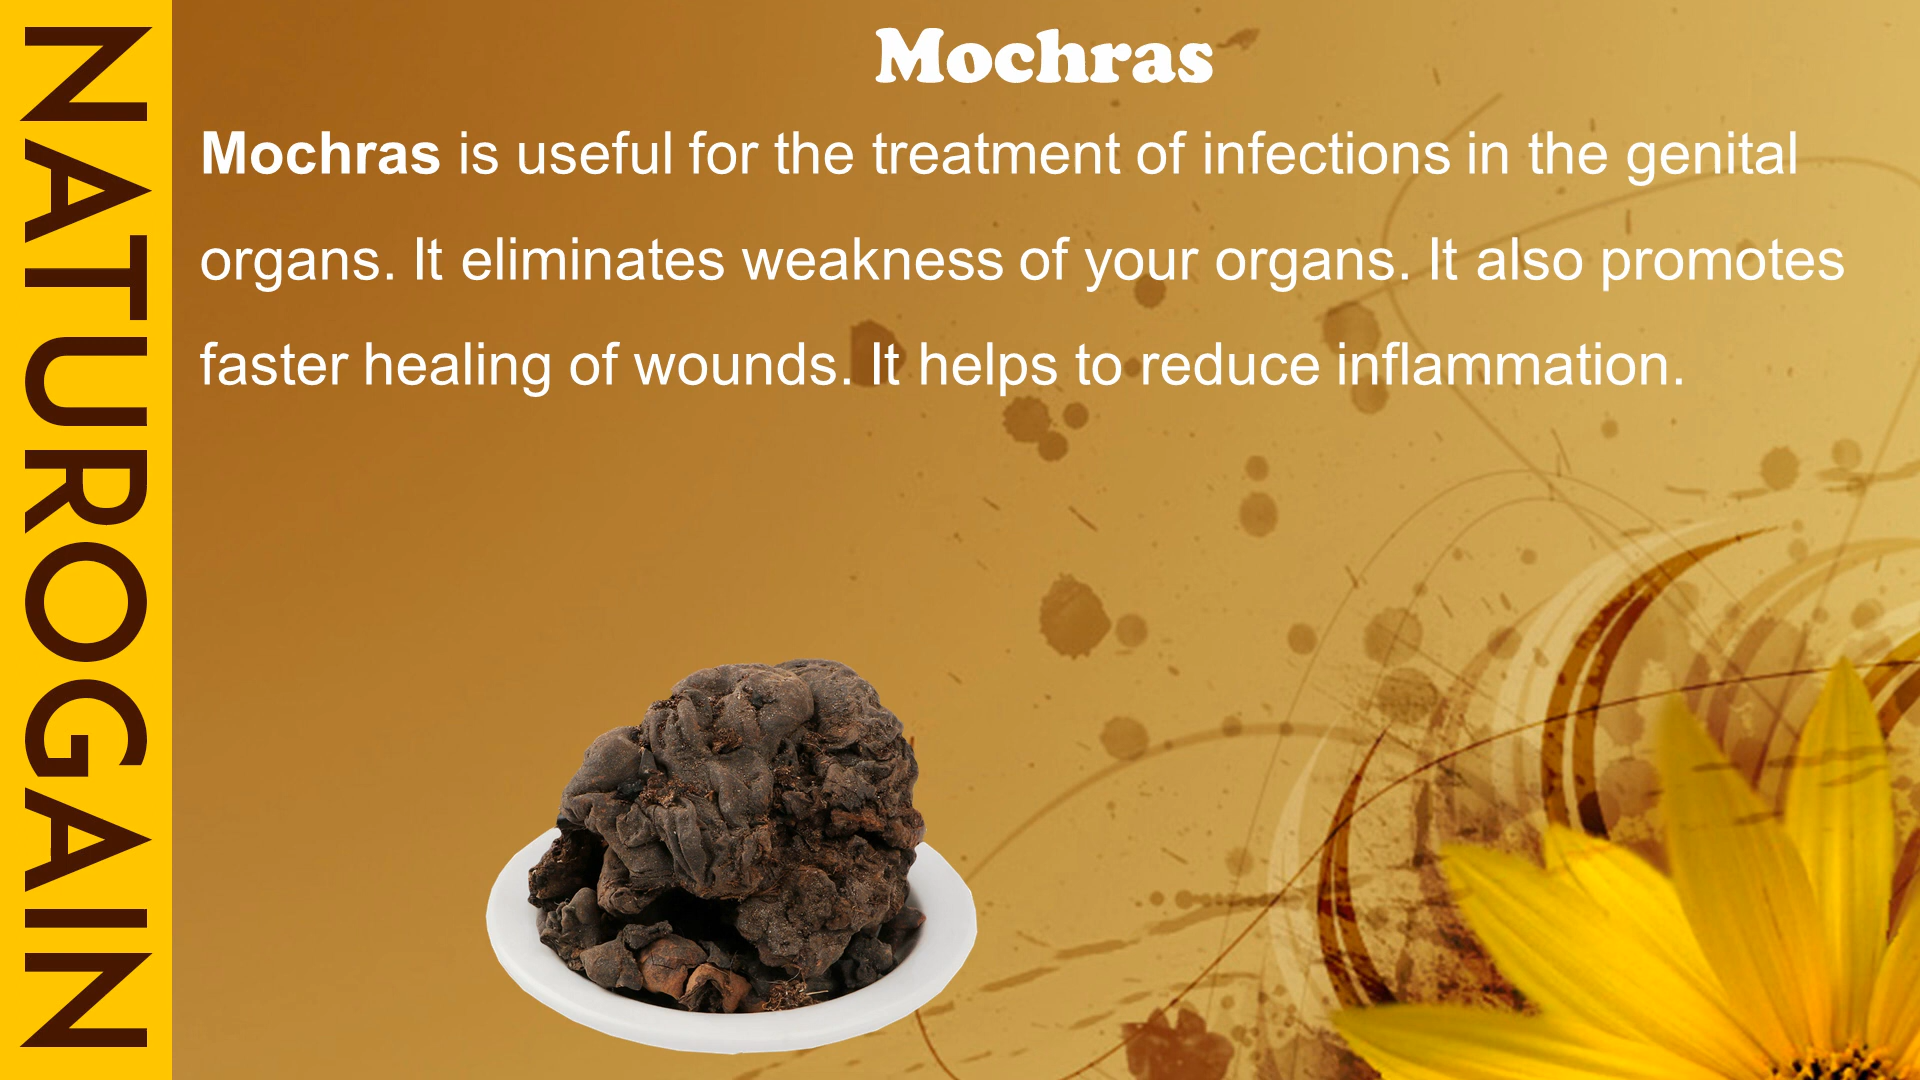 NATUROGAIN
Mochras
Mochras is useful for the treatment of infections in the genital
organs. It eliminates weakness of your organs. It also promotes
faster healing of wounds. It helps to reduce inflammation.